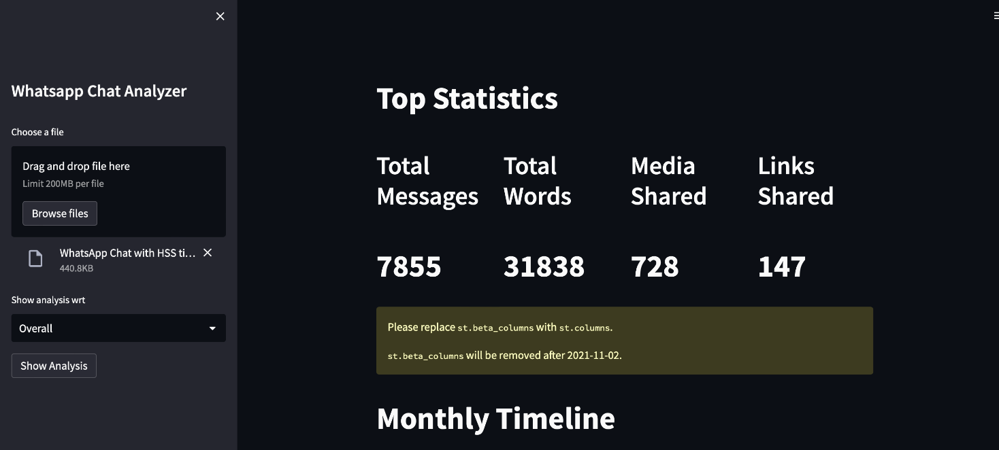 Whatsapp Chat Analyzer
Choose a file
Drag and drop file here
Limit 200MB per file
Browse files
WhatsApp Chat with HSS ti...
440.8KB
Show analysis wrt
Overall
Show Analysis
Top Statistics
Total Messages
Total Words
Media Shared
Links Shared
7855
31838
728
147
Please replace st.beta_columns with st.columns.
st.beta_columns will be removed after 2021-11-02.
Monthly Timeline